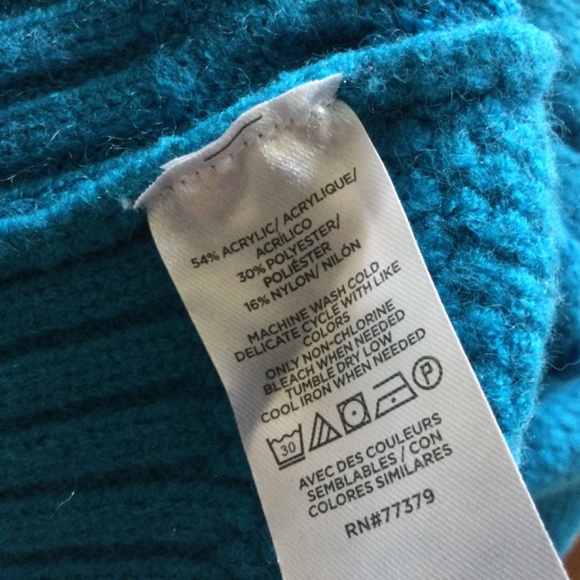 54% ACRYLIC/ ACRYLIQUE/
ACRÍLICO
30% POLYESTER/
POLIÉSTER
16% NYLON/ NILÓN
MACHINE WASH COLD
DELICATE CYCLE WITH LIKE
COLORS
ONLY NON-CHLORINE
BLEACH WHEN NEEDED
TUMBLE DRY LOW
COOL IRON WHEN NEEDED
30 P
AVEC DES COULEURS
SEMBLABLES / CON
COLORES SIMILARES
RN#77379